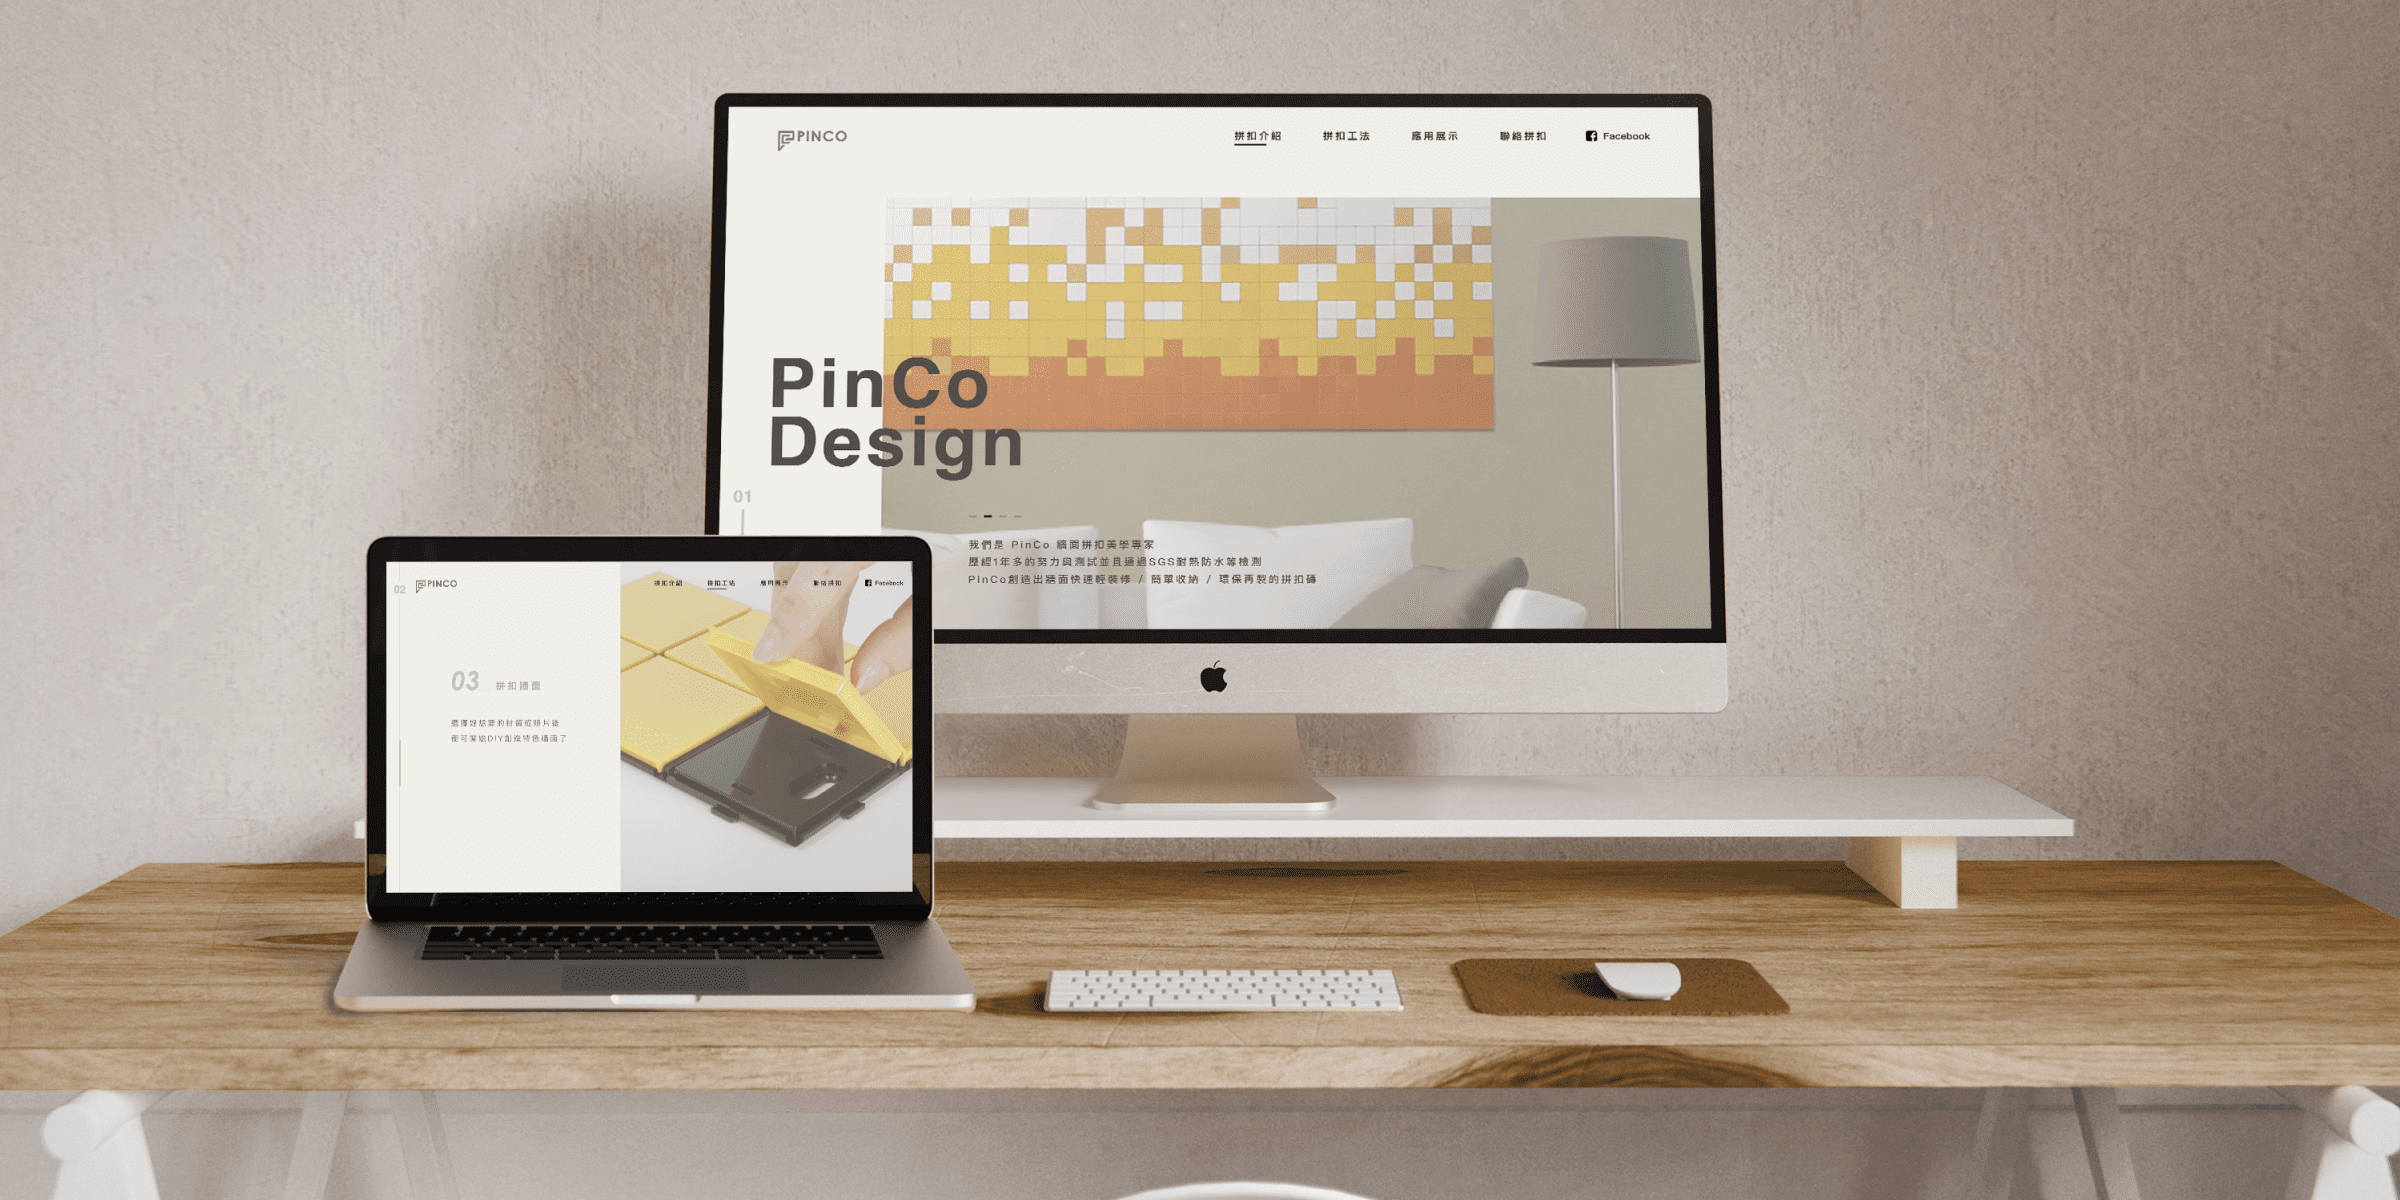 PINCO
拼扣介紹 拼扣工法 應用展示 聯絡拼扣 Facebook
PinCo
Design
01
我們是 PinCo 牆面拼扣美學專家
歷經1年多的努力與測試並且通過SGS耐熱防水等檢測
PinCo創造出牆面快速輕裝修 / 簡單收納 / 環保再製的拼扣磚
02
PINCO
拼扣介紹 拼扣工法 應用展示 聯絡拼扣 Facebook
03 拼扣牆面
選擇好想要的材質或照片後
便可開始DIY創造特色牆面了